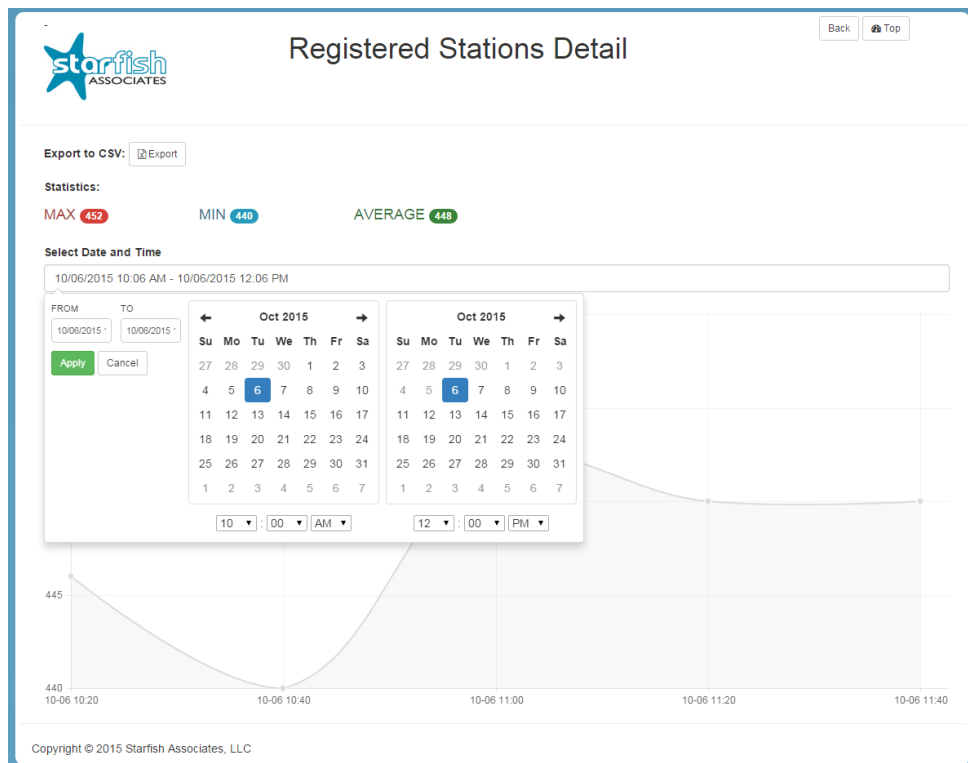 -
Back Top
starfish
ASSOCIATES
Registered Stations Detail
Export to CSV: Export
Statistics:
MAX 452 MIN 440 AVERAGE 448
Select Date and Time
10/06/2015 10:06 AM - 10/06/2015 12:06 PM
FROM TO
10/06/2015 10/06/2015
Apply Cancel
Oct 2015
Su Mo Tu We Th Fr Sa
27 28 29 30 1 2 3
4 5 6 7 8 9 10
11 12 13 14 15 16 17
18 19 20 21 22 23 24
25 26 27 28 29 30 31
1 2 3 4 5 6 7
10 : 00 AM
Oct 2015
Su Mo Tu We Th Fr Sa
27 28 29 30 1 2 3
4 5 6 7 8 9 10
11 12 13 14 15 16 17
18 19 20 21 22 23 24
25 26 27 28 29 30 31
1 2 3 4 5 6 7
12 : 00 PM
445
440
10-06 10:20 10-06 10:40 10-06 11:00 10-06 11:20 10-06 11:40
Copyright © 2015 Starfish Associates, LLC